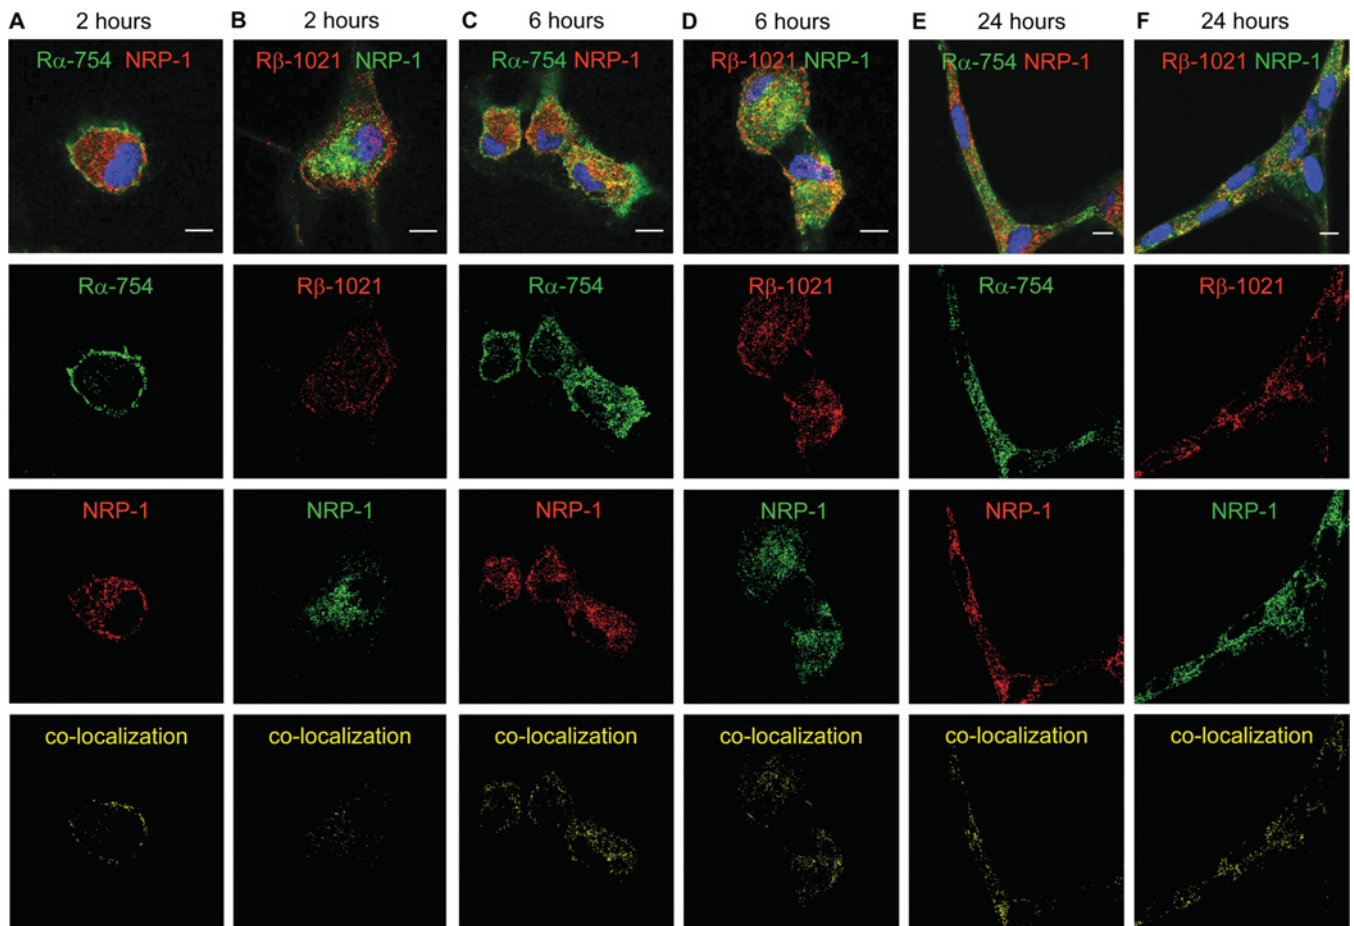 A 2 hours B 2 hours C 6 hours D 6 hours E 24 hours F 24 hours
Rα-754 NRP-1 Rβ-1021 NRP-1 Rα-754 NRP-1 Rβ-1021 NRP-1 Rα-754 NRP-1 Rβ-1021 NRP-1
Rα-754 Rβ-1021 Rα-754 Rβ-1021 Rα-754 Rβ-1021
NRP-1 NRP-1 NRP-1 NRP-1 NRP-1 NRP-1
co-localization co-localization co-localization co-localization co-localization co-localization